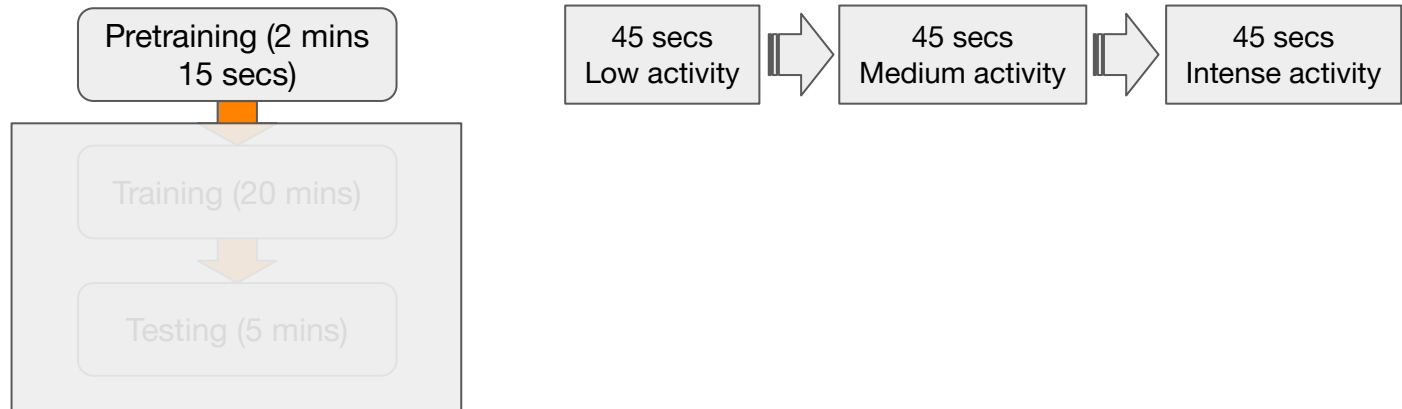 Pretraining (2 mins
15 secs)
Training (20 mins)
Testing (5 mins)
45 secs
Low activity
45 secs
Medium activity
45 secs
Intense activity